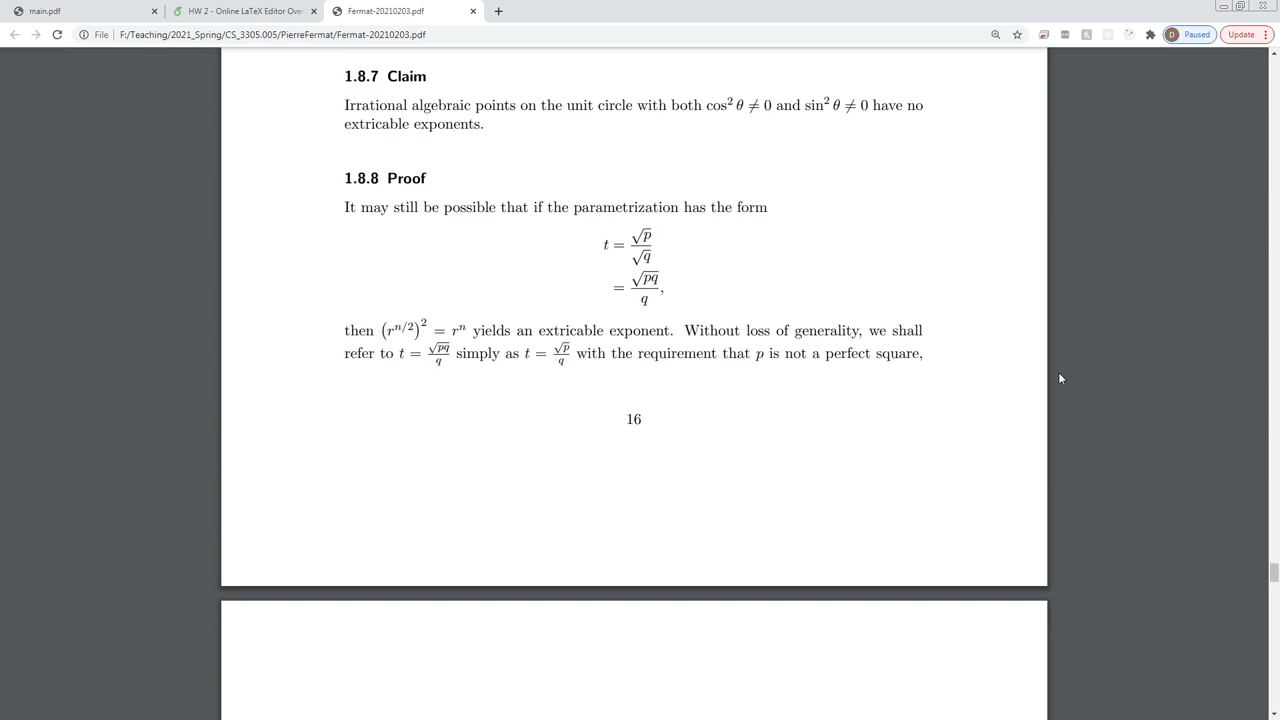 main.pdf
HW 2 - Online LaTeX Editor Over
Fermat-20210203.pdf
File
F:/Teaching/2021_Spring/CS_3305.005/PierreFermat/Fermat-20210203.pdf
D Paused
Update
1.8.7 Claim
Irrational algebraic points on the unit circle with both cos² θ ≠ 0 and sin² θ ≠ 0 have no
extricable exponents.
1.8.8 Proof
It may still be possible that if the parametrization has the form
t = √p/√q
= √pq/q,
then (r^{n/2})² = rⁿ yields an extricable exponent. Without loss of generality, we shall
refer to t = √pq/q simply as t = √p/q with the requirement that p is not a perfect square,
16